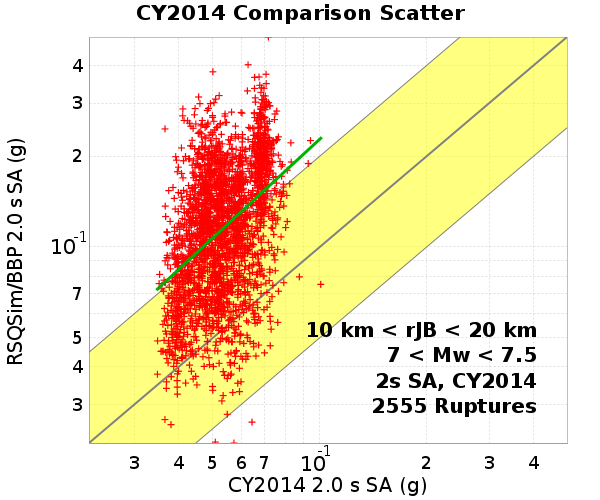 CY2014 Comparison Scatter
RSQSim/BBP 2.0 s SA (g)
4
3
2
10-1
7
5
4
3
10 km < rJB < 20 km
7 < Mw < 7.5
2s SA, CY2014
2555 Ruptures
3 4 5 6 7 10-1 2 3 4
CY2014 2.0 s SA (g)